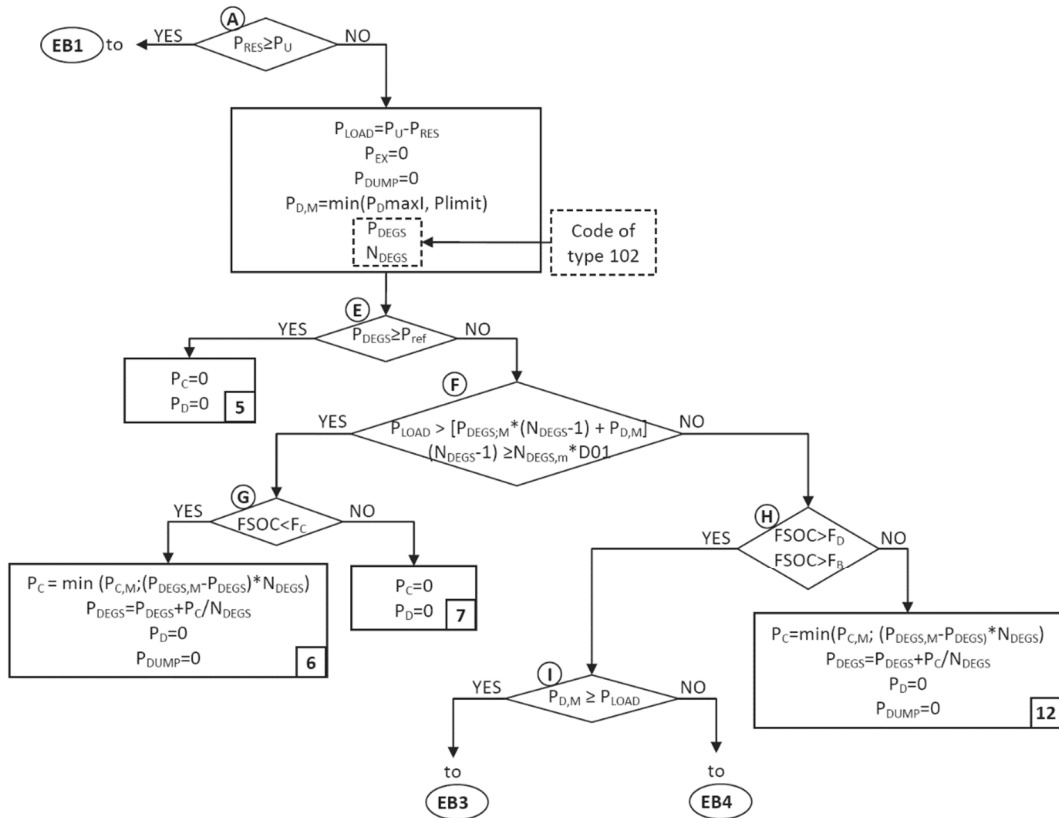 A
EB1 to
YES
P_RES≥P_U
NO
P_LOAD=P_U-P_RES
P_EX=0
P_DUMP=0
P_D,M=min(P_DmaxI, Plimit)
P_DEGS
N_DEGS
Code of
type 102
E
YES
P_DEGS≥P_ref
NO
P_C=0
P_D=0
5
F
YES
P_LOAD > [P_DEGS;M*(N_DEGS-1) + P_D,M]
(N_DEGS-1) ≥N_DEGS,m*D01
NO
G
YES
FSOC<F_C
NO
P_C = min (P_C,M;(P_DEGS,M-P_DEGS)*N_DEGS)
P_DEGS=P_DEGS+P_C/N_DEGS
P_D=0
P_DUMP=0
6
P_C=0
P_D=0
7
H
YES
FSOC>F_D
FSOC>F_B
NO
P_C=min(P_C,M; (P_DEGS,M-P_DEGS)*N_DEGS)
P_DEGS=P_DEGS+P_C/N_DEGS
P_D=0
P_DUMP=0
12
I
YES
P_D,M ≥ P_LOAD
NO
to
EB3
to
EB4